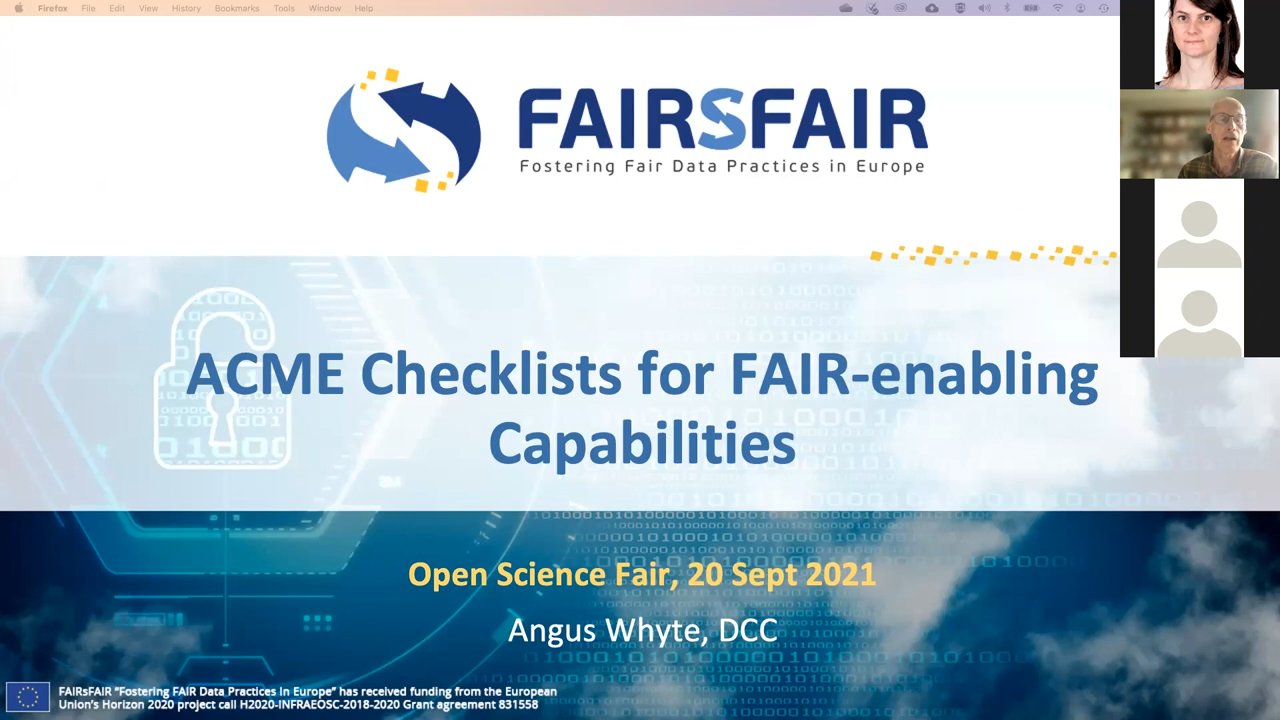 Firefox File Edit View History Bookmarks Tools Window Help
FAIRSFAIR
Fostering Fair Data Practices in Europe
ACME Checklists for FAIR-enabling
Capabilities
Open Science Fair, 20 Sept 2021
Angus Whyte, DCC
FAIRsFAIR "Fostering FAIR Data Practices In Europe" has received funding from the European
Union's Horizon 2020 project call H2020-INFRAEOSC-2018-2020 Grant agreement 831558